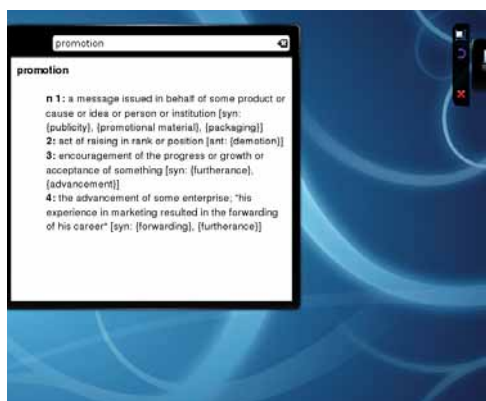 promotion
promotion
n 1: a message issued in behalf of some product or
cause or idea or person or institution [syn:
{publicity}, {promotional material}, {packaging}]
2: act of raising in rank or position [ant: {demotion}]
3: encouragement of the progress or growth or
acceptance of something [syn: {furtherance},
{advancement}]
4: the advancement of some enterprise; "his
experience in marketing resulted in the forwarding
of his career" [syn: {forwarding}, {furtherance}]